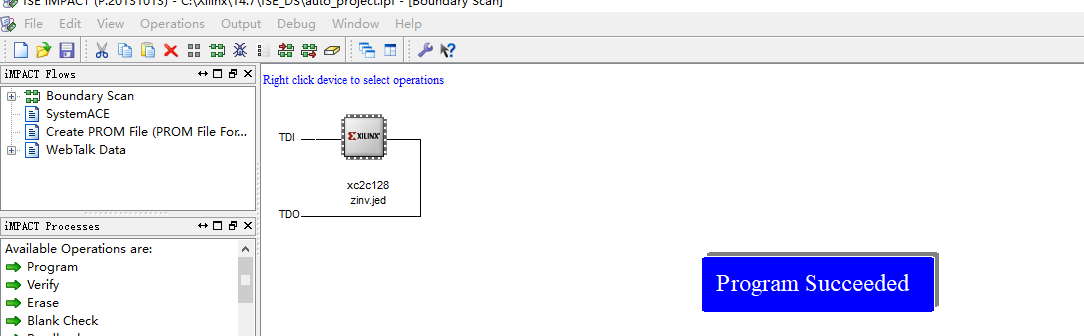 ISE iMPACT (P.20131013) - C:\Xilinx\14.7\ISE_DS\auto_project.ipf - [Boundary Scan]
File Edit View Operations Output Debug Window Help
iMPACT Flows
Boundary Scan
SystemACE
Create PROM File (PROM File For...
WebTalk Data
iMPACT Processes
Available Operations are:
Program
Verify
Erase
Blank Check
Right click device to select operations
TDI
XILINX
xc2c128
zinv.jed
TDO
Program Succeeded